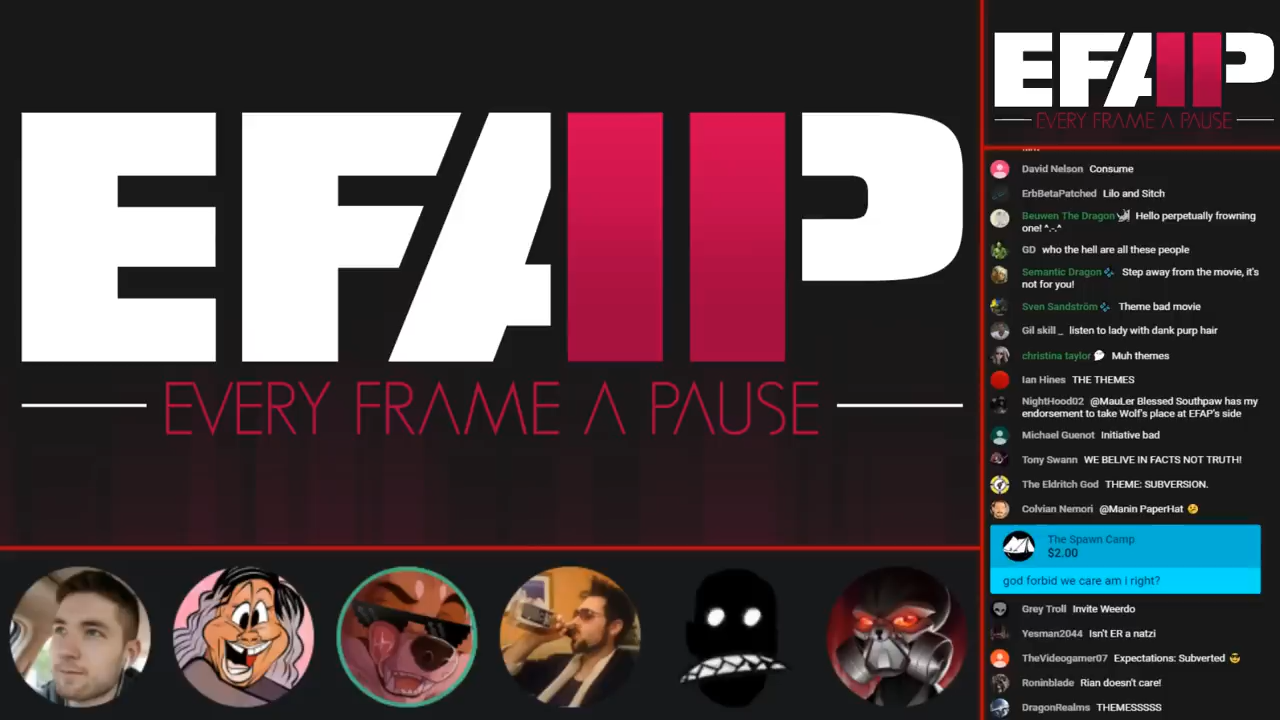 EFAP
EVERY FRAME A PAUSE
EFAP
EVERY FRAME A PAUSE
David Nelson Consume
ErbBetaPatched Lilo and Sitch
Beuwen The Dragon Hello perpetually frowning
one! ^.-.^
GD who the hell are all these people
Semantic Dragon Step away from the movie, it's
not for you!
Sven Sandström Theme bad movie
Gil skill _ listen to lady with dank purp hair
christina taylor Muh themes
Ian Hines THE THEMES
NightHood02 @MauLer Blessed Southpaw has my
endorsement to take Wolf's place at EFAP's side
Michael Guenot Initiative bad
Tony Swann WE BELIVE IN FACTS NOT TRUTH!
The Eldritch God THEME: SUBVERSION.
Colvian Nemori @Manin PaperHat 🤔
The Spawn Camp
$2.00
god forbid we care am i right?
Grey Troll Invite Weerdo
Yesman2044 Isn't ER a natzi
TheVideogamer07 Expectations: Subverted 😎
Roninblade Rian doesn't care!
DragonRealms THEMESSSSS